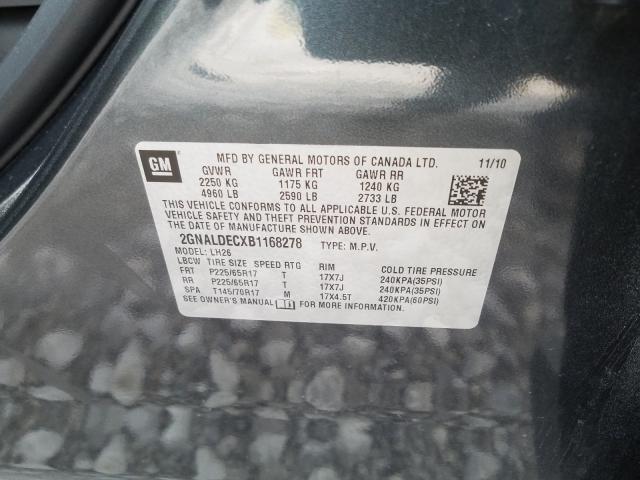 GM
MFD BY GENERAL MOTORS OF CANADA LTD. 11/10
GVWR GAWR FRT GAWR RR
2250 KG 1175 KG 1240 KG
4960 LB 2590 LB 2733 LB
THIS VEHICLE CONFORMS TO ALL APPLICABLE U.S. FEDERAL MOTOR
VEHICLE SAFETY AND THEFT PREVENTION STANDARDS IN EFFECT ON
THE DATE OF MANUFACTURE SHOWN ABOVE.
2GNALDECXB1168278 TYPE: M.P.V.
MODEL: LH26
LBCW TIRE SIZE SPEED RTG RIM COLD TIRE PRESSURE
FRT P225/65R17 T 17X7J 240KPA(35PSI)
RR P225/65R17 T 17X7J 240KPA(35PSI)
SPA T145/70R17 M 17X4.5T 420KPA(60PSI)
SEE OWNER'S MANUAL FOR MORE INFORMATION.